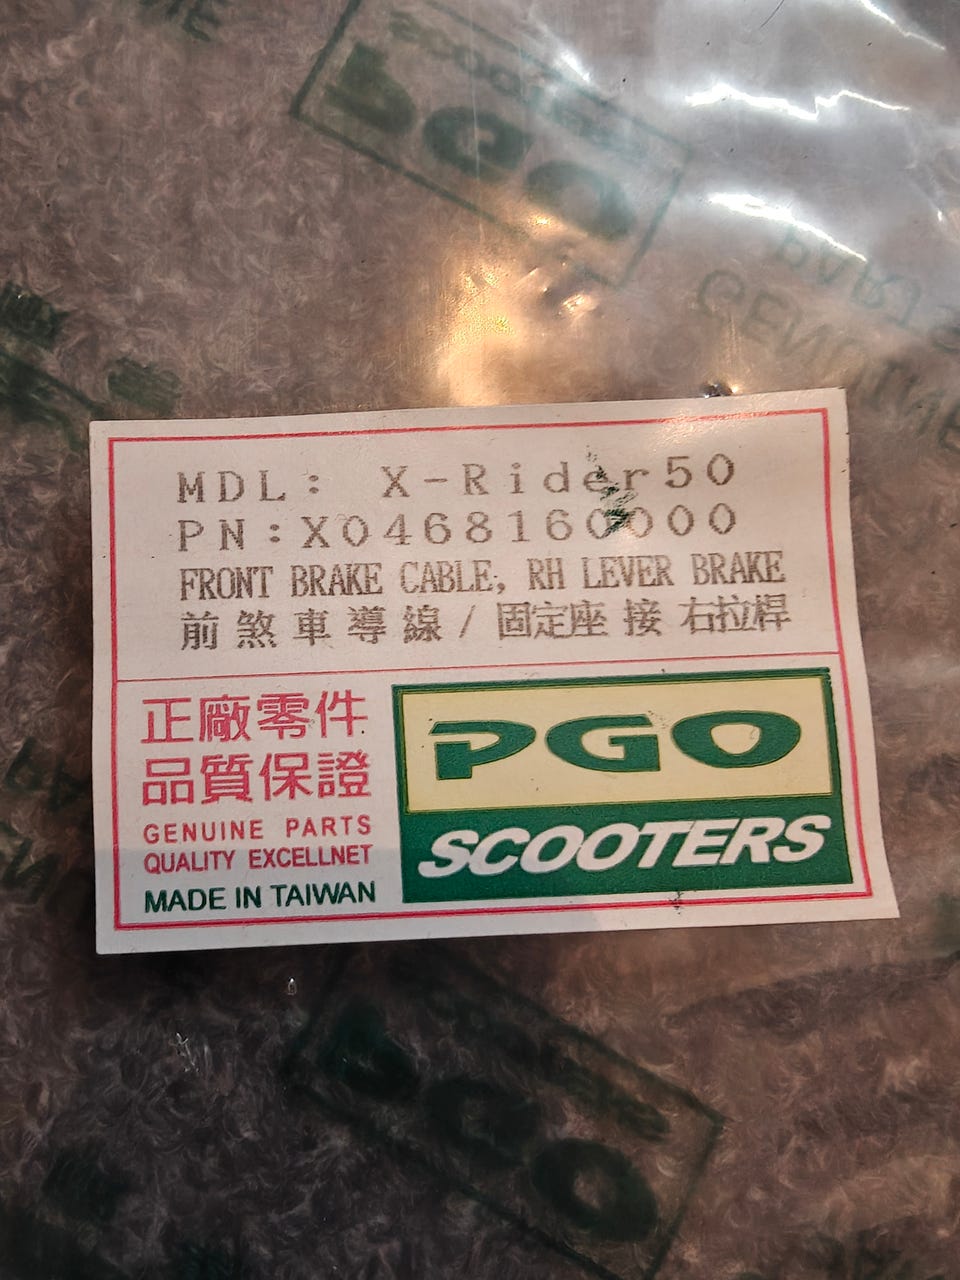 MDL: X-Rider50
PN:X0468160000
FRONT BRAKE CABLE, RH LEVER BRAKE
前煞車導線/固定座接右拉桿
正廠零件
品質保證
GENUINE PARTS
QUALITY EXCELLNET
MADE IN TAIWAN
PGO
SCOOTERS